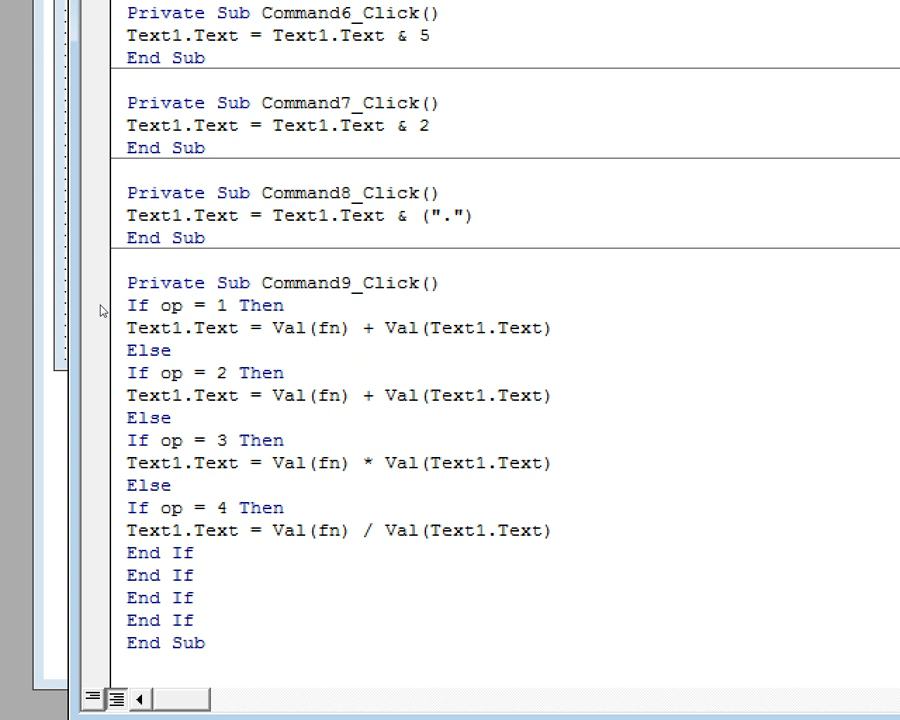 Private Sub Command6_Click()
Text1.Text = Text1.Text & 5
End Sub
Private Sub Command7_Click()
Text1.Text = Text1.Text & 2
End Sub
Private Sub Command8_Click()
Text1.Text = Text1.Text & (".")
End Sub
Private Sub Command9_Click()
If op = 1 Then
Text1.Text = Val(fn) + Val(Text1.Text)
Else
If op = 2 Then
Text1.Text = Val(fn) + Val(Text1.Text)
Else
If op = 3 Then
Text1.Text = Val(fn) * Val(Text1.Text)
Else
If op = 4 Then
Text1.Text = Val(fn) / Val(Text1.Text)
End If
End If
End If
End If
End Sub